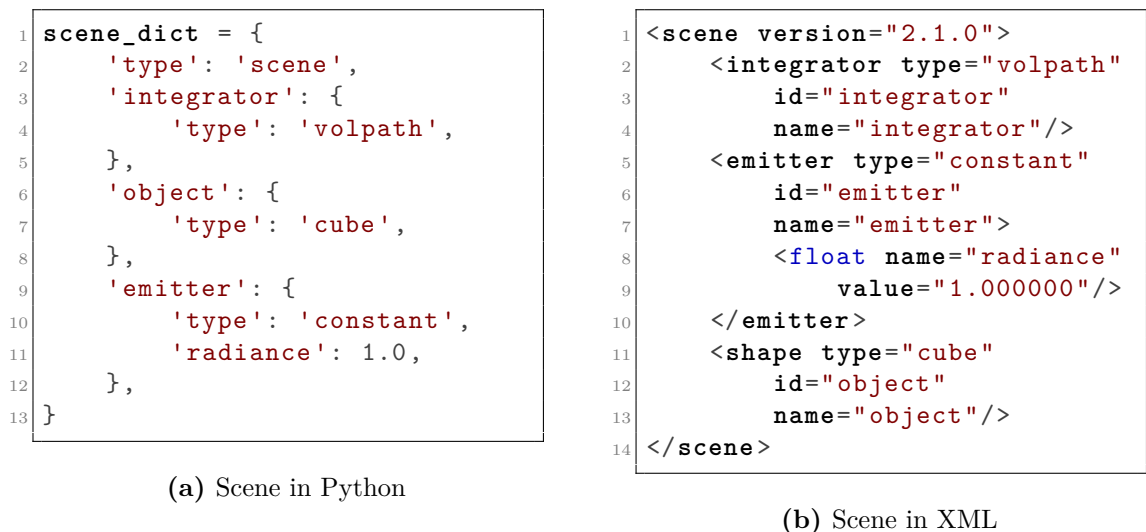 1 scene_dict = {
2     'type': 'scene',
3     'integrator': {
4         'type': 'volpath',
5     },
6     'object': {
7         'type': 'cube',
8     },
9     'emitter': {
10         'type': 'constant',
11         'radiance': 1.0,
12     },
13 }
(a) Scene in Python
1 <scene version="2.1.0">
2     <integrator type="volpath"
3         id="integrator"
4         name="integrator"/>
5     <emitter type="constant"
6         id="emitter"
7         name="emitter">
8         <float name="radiance"
9             value="1.000000"/>
10     </emitter>
11     <shape type="cube"
12         id="object"
13         name="object"/>
14 </scene>
(b) Scene in XML